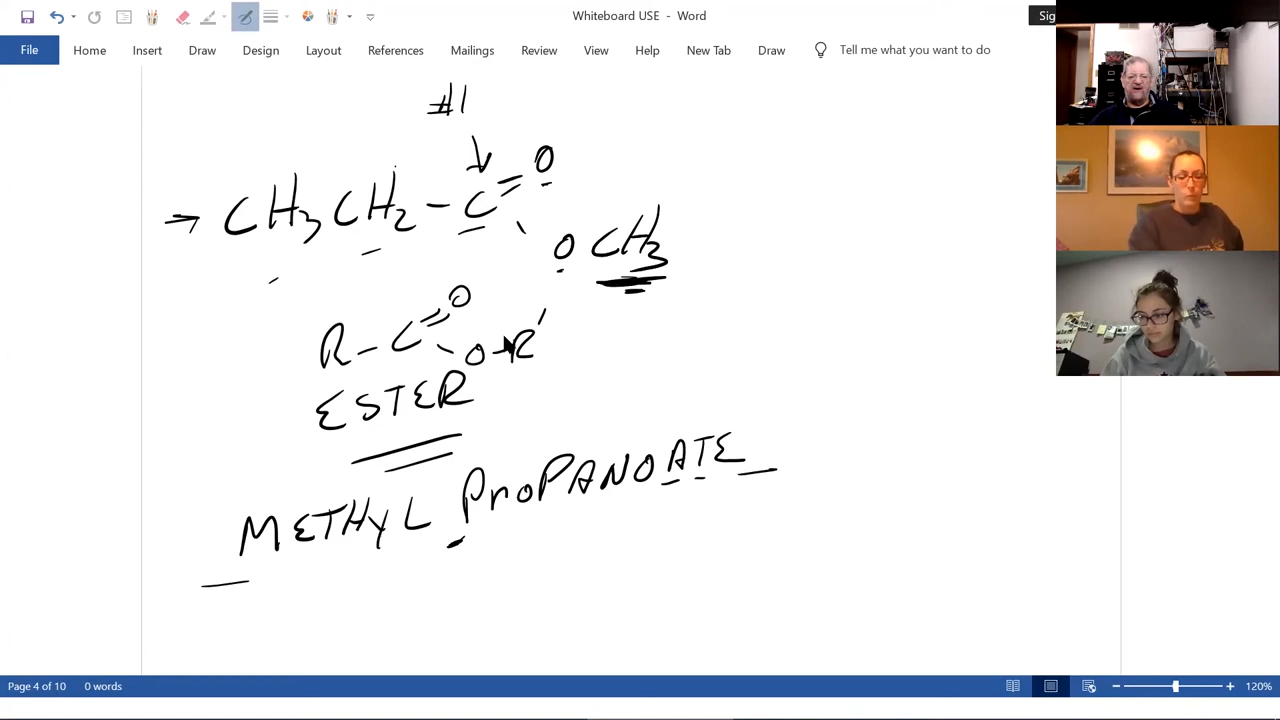 Whiteboard USE - Word
Sig
File Home Insert Draw Design Layout References Mailings Review View Help New Tab Draw Tell me what you want to do
#1
O
→ CH3CH2-C
OCH3
O
R-C
O-R'
ESTER
METHYL PrOPANOATE
Page 4 of 10 0 words 120%